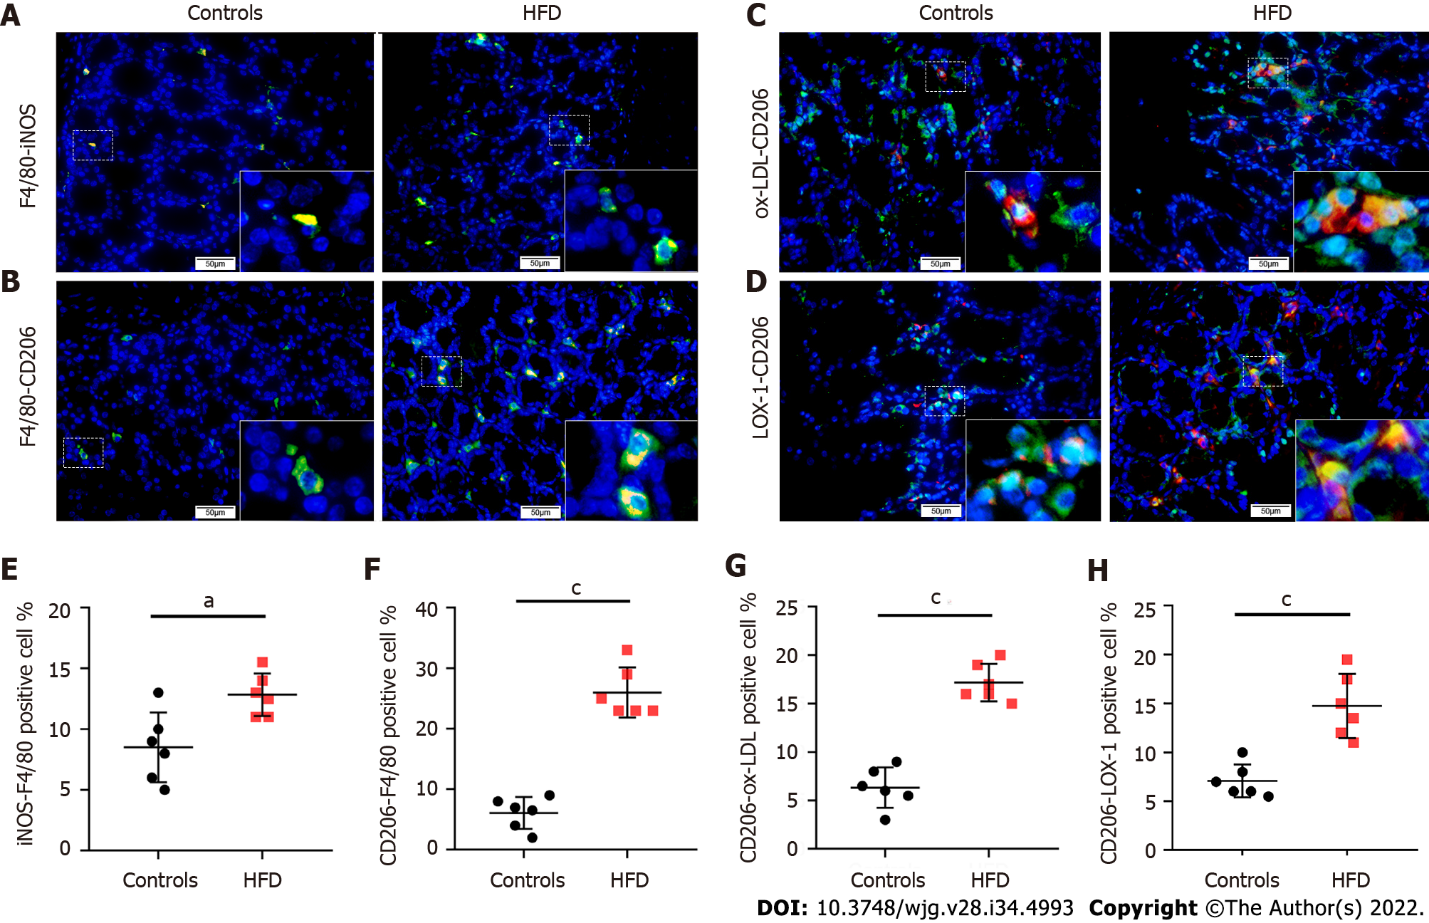 A Controls HFD
F4/80-iNOS
50μm 50μm
B
F4/80-CD206
50μm 50μm
C Controls HFD
ox-LDL-CD206
50μm 50μm
D
LOX-1-CD206
50μm 50μm
E
iNOS-F4/80 positive cell %
a
20
15
10
5
0
Controls HFD
F
CD206-F4/80 positive cell %
c
40
30
20
10
0
Controls HFD
G
CD206-ox-LDL positive cell %
c
25
20
15
10
5
0
Controls HFD
H
CD206-LOX-1 positive cell %
c
25
20
15
10
5
0
Controls HFD
DOI: 10.3748/wjg.v28.i34.4993 Copyright ©The Author(s) 2022.